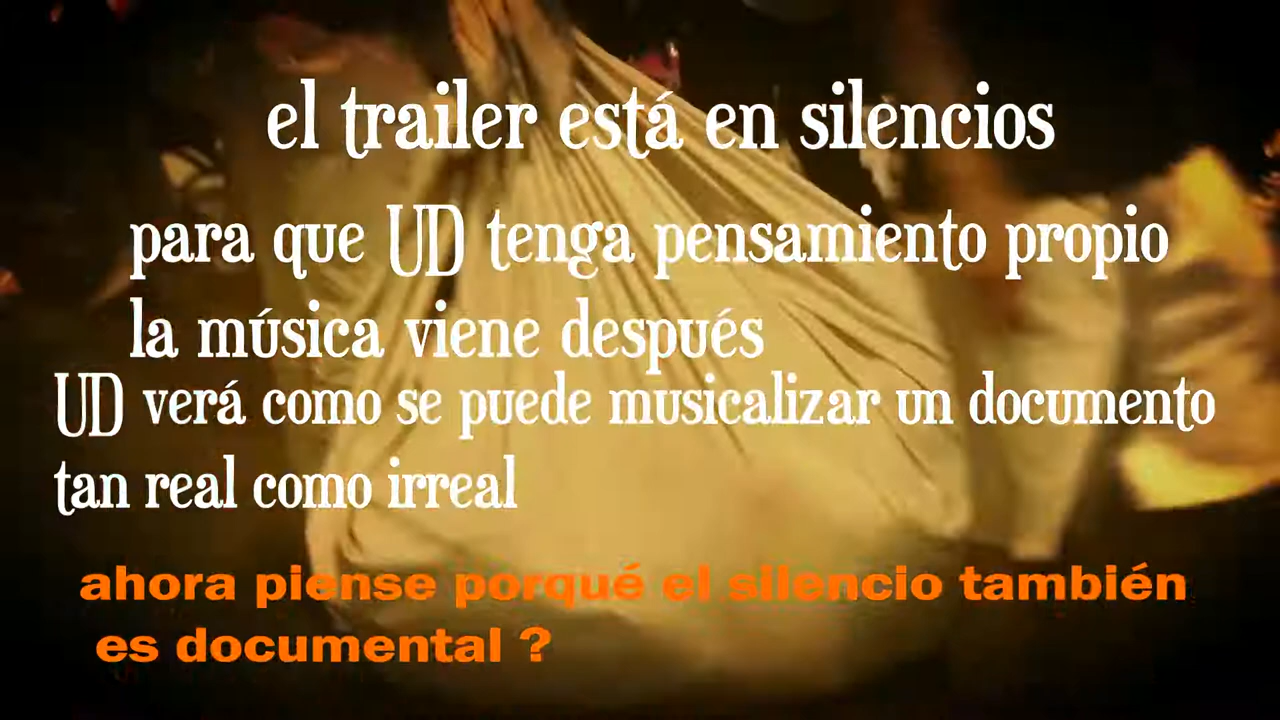 el trailer está en silencios
para que UD tenga pensamiento propio
la música viene después
UD verá como se puede musicalizar un documento
tan real como irreal
ahora piense porqué el silencio también
es documental ?